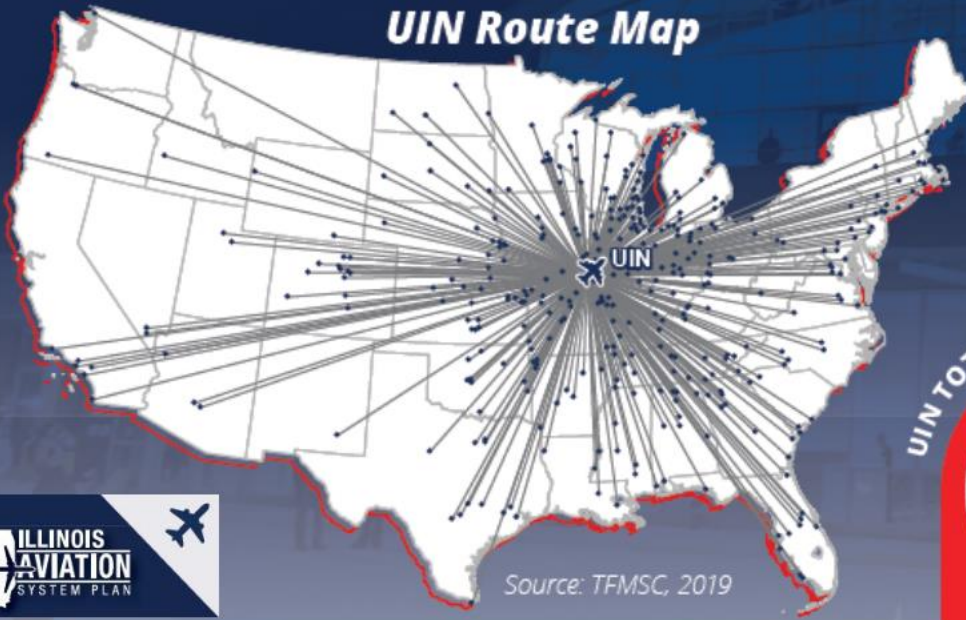 UIN Route Map
UIN
UIN TO
ILLINOIS
AVIATION
SYSTEM PLAN
Source: TFMSC, 2019